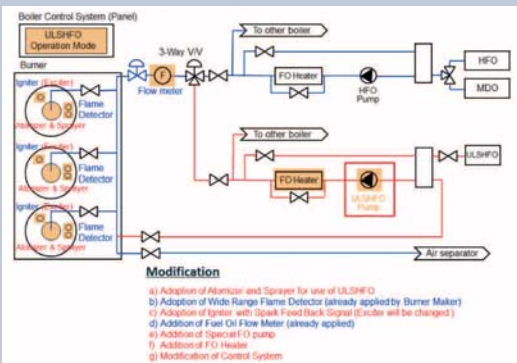 Boiler Control System (Panel)
ULSHFO
Operation Mode
Burner
3-Way V/V
To other boiler
Igniter (Exciter)
Flame
Detector
Atomizer & Sprayer
Flow meter
F
FO Heater
HFO
Pump
HFO
MDO
Igniter (Exciter)
Flame
Detector
Atomizer & Sprayer
To other boiler
FO Heater
ULSHFO
Pump
ULSHFO
Igniter (Exciter)
Flame
Detector
Atomizer & Sprayer
Air separator
Modification
a) Adoption of Atomizer and Sprayer for use of ULSHFO
b) Adoption of Wide Range Flame Detector (already applied by Burner Maker)
c) Adoption of Igniter with Spark Feed Back Signal (Exciter will be changed )
d) Addition of Fuel Oil Flow Meter (already applied)
e) Addition of Special FO pump
f) Addition of FO Heater
g) Modification of Control System